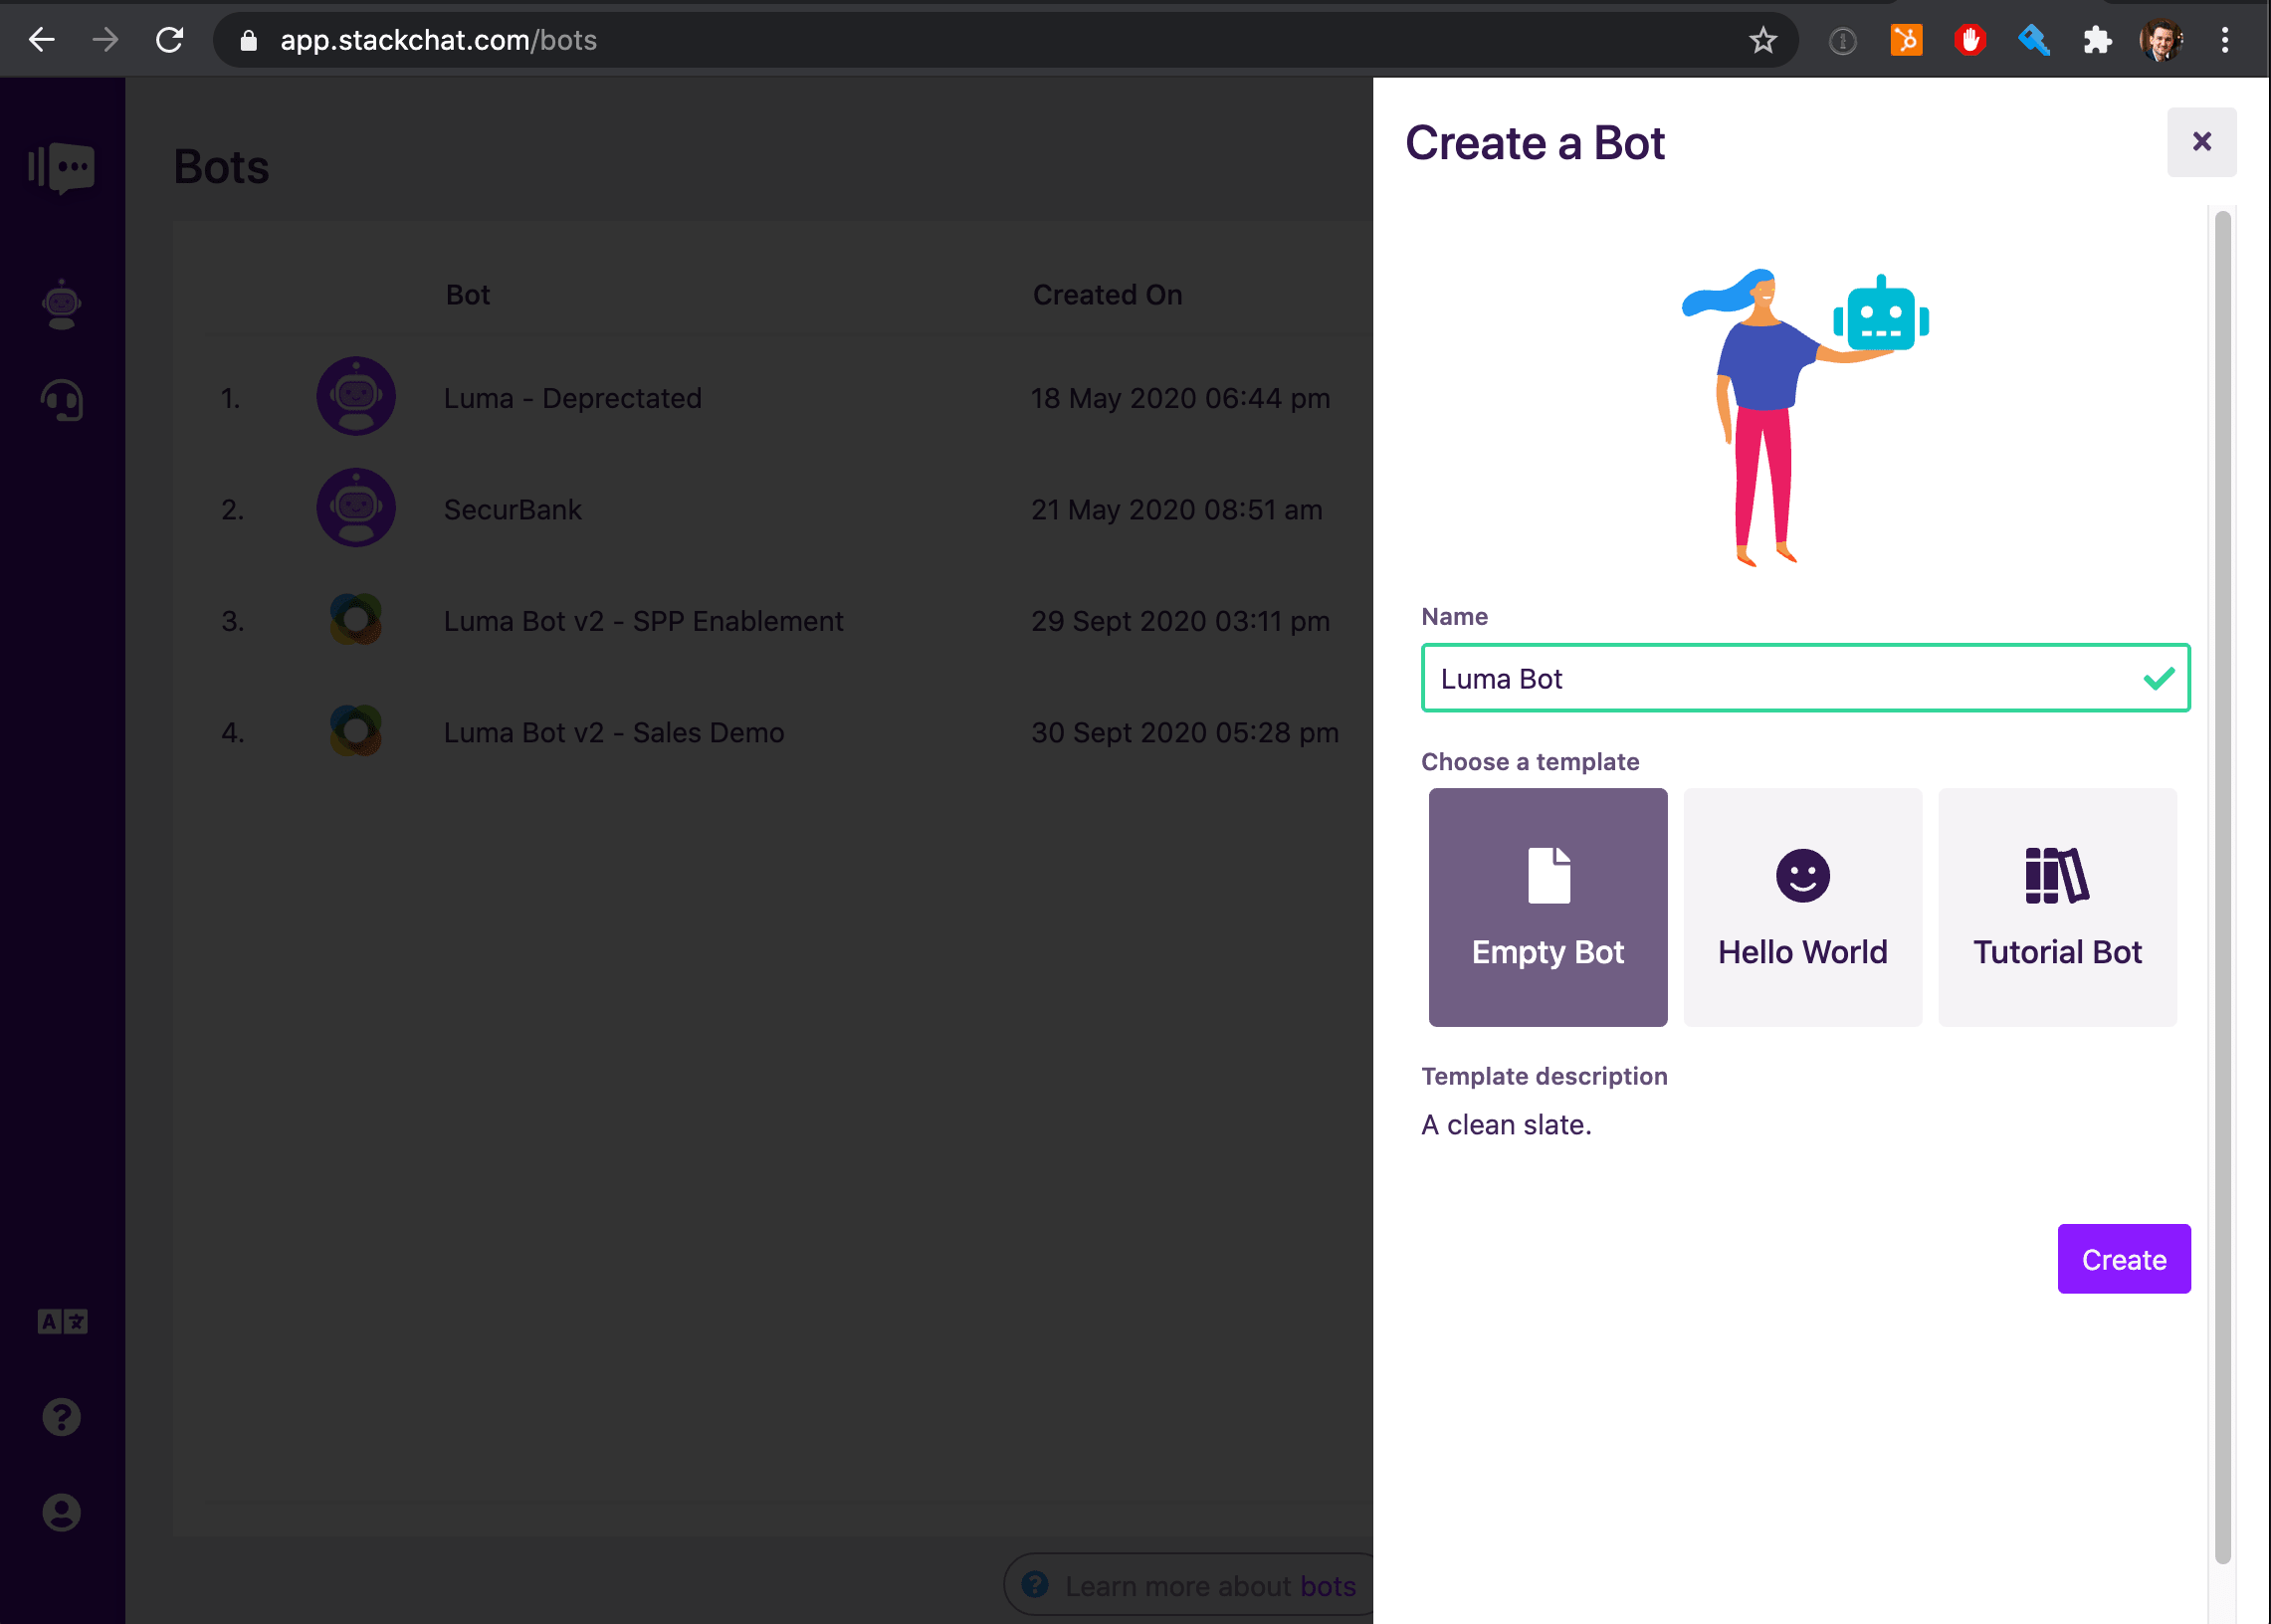 app.stackchat.com/bots
Bots
Bot Created On
1. Luma - Deprectated 18 May 2020 06:44 pm
2. SecurBank 21 May 2020 08:51 am
3. Luma Bot v2 - SPP Enablement 29 Sept 2020 03:11 pm
4. Luma Bot v2 - Sales Demo 30 Sept 2020 05:28 pm
Learn more about bots
Create a Bot
Name
Luma Bot
Choose a template
Empty Bot Hello World Tutorial Bot
Template description
A clean slate.
Create